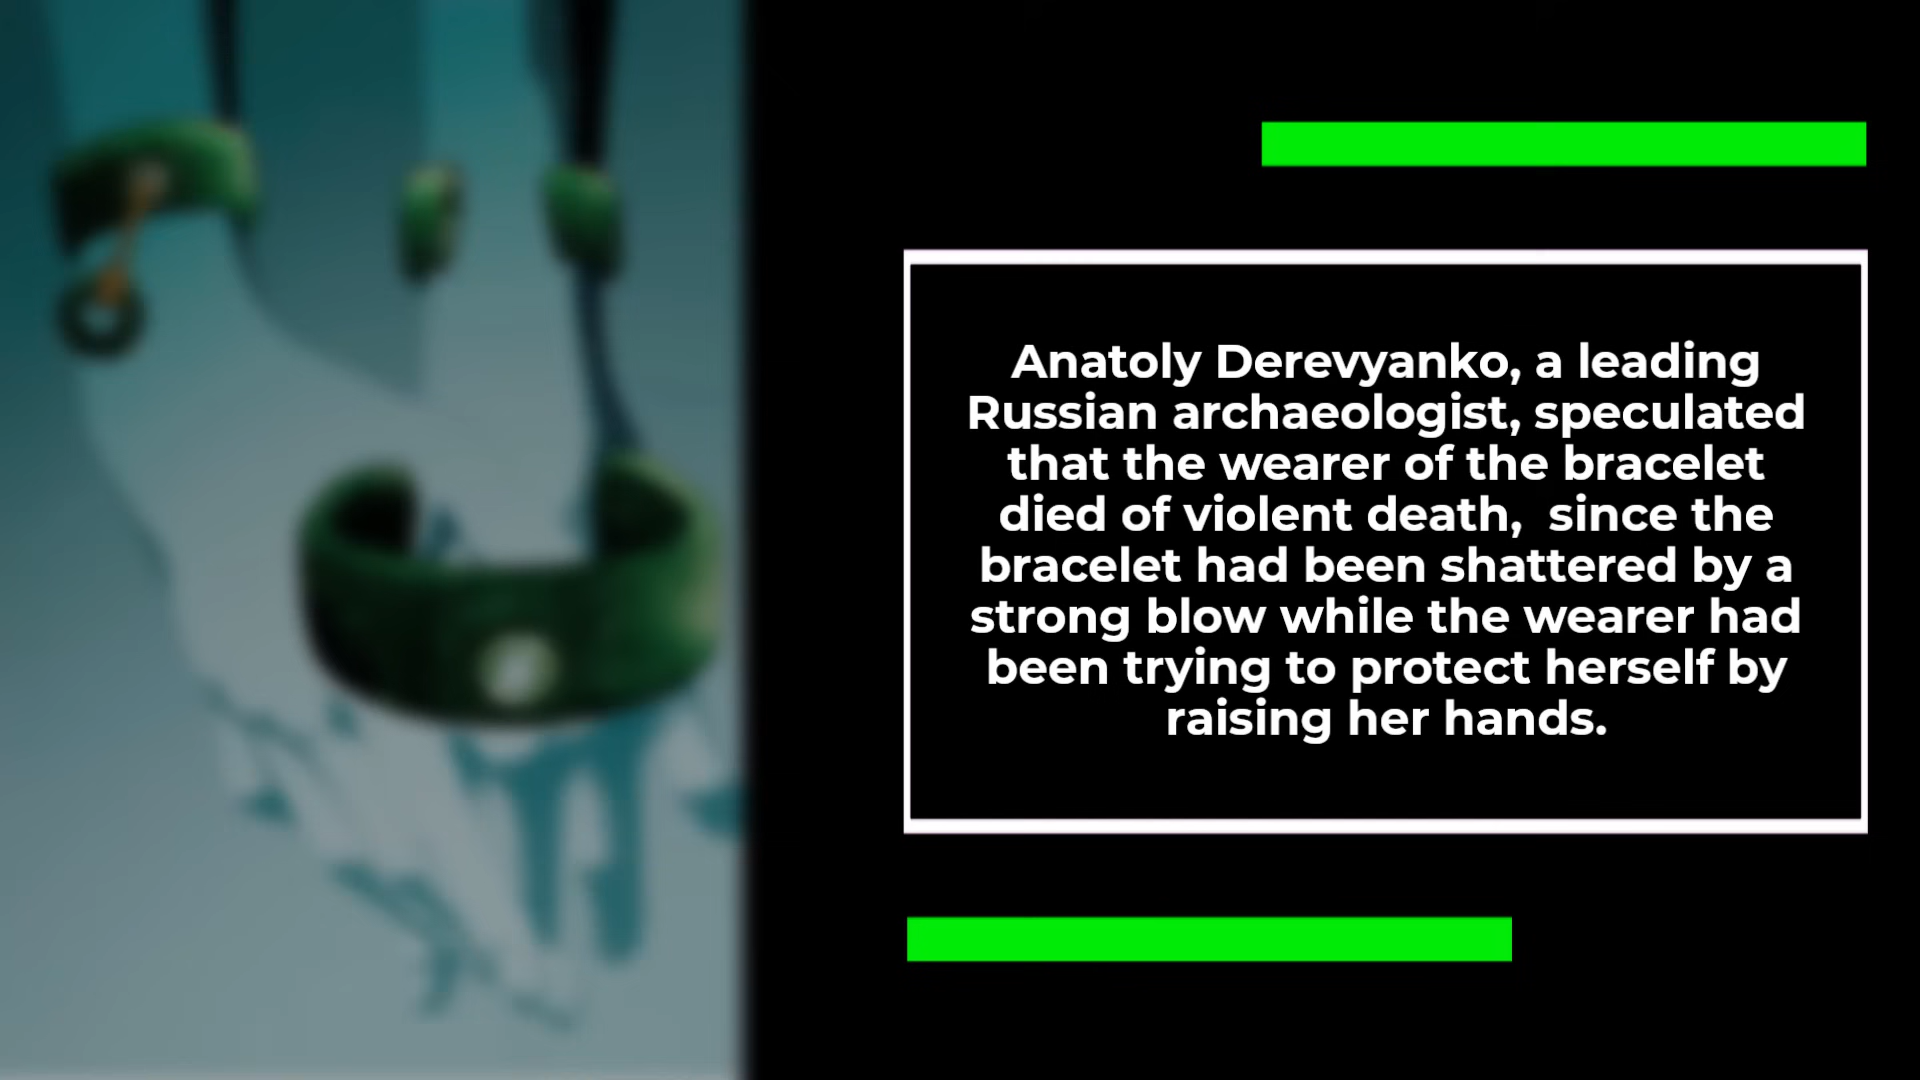 Anatoly Derevyanko, a leading
Russian archaeologist, speculated
that the wearer of the bracelet
died of violent death,  since the
bracelet had been shattered by a
strong blow while the wearer had
been trying to protect herself by
raising her hands.